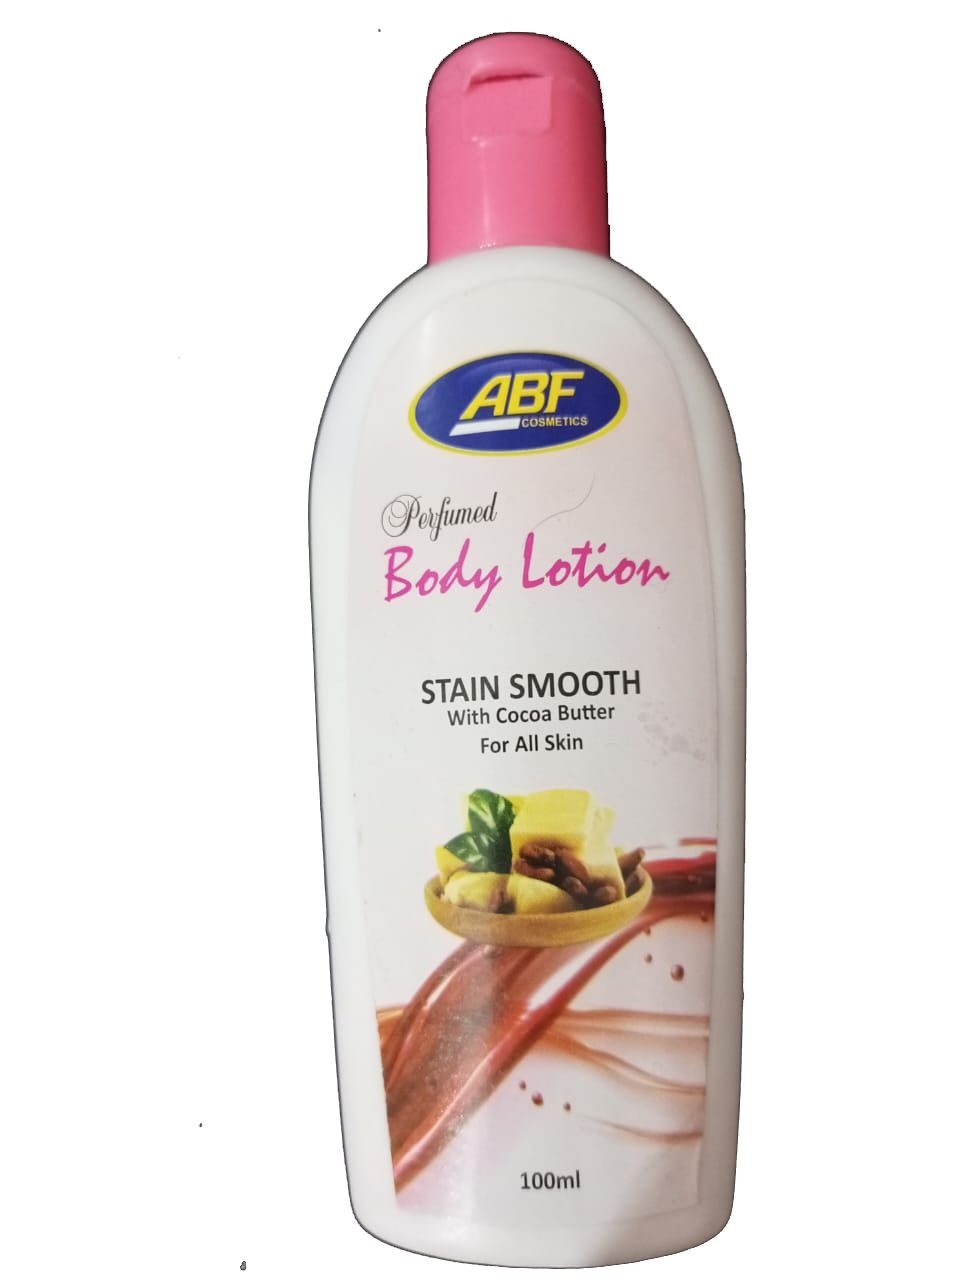 ABF
COSMETICS
Perfumed
Body Lotion
STAIN SMOOTH
With Cocoa Butter
For All Skin
100ml